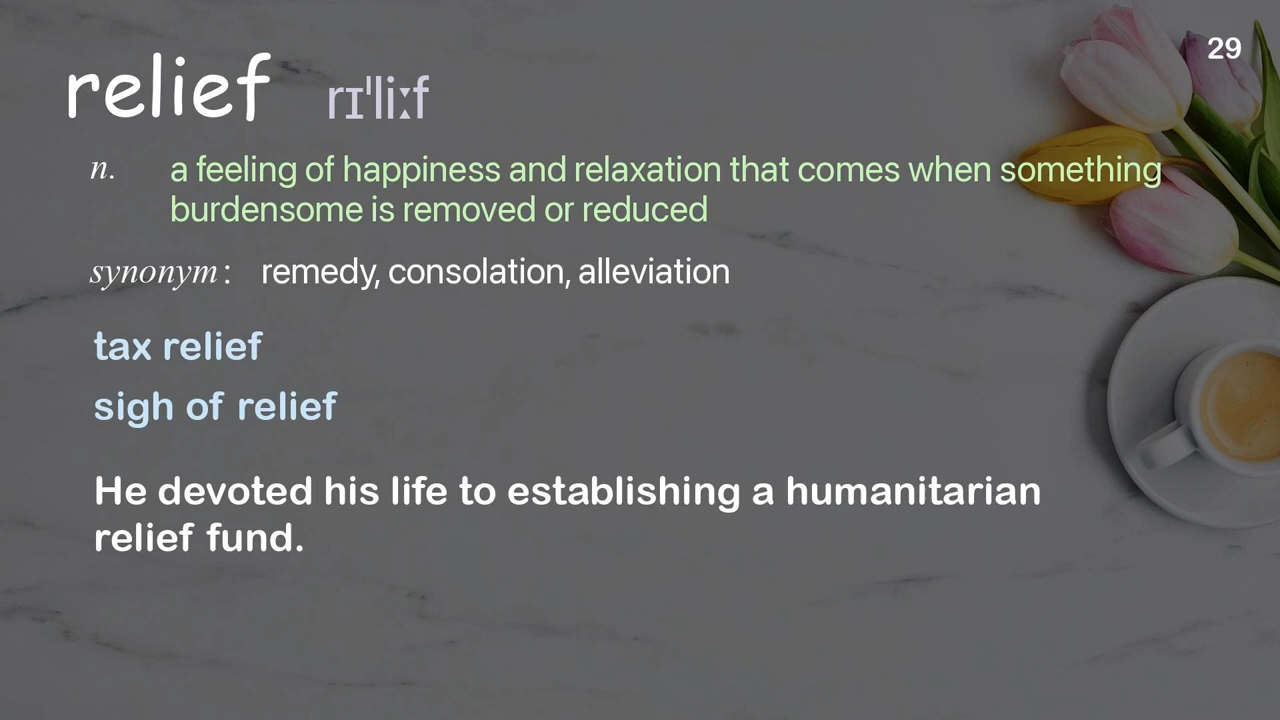 29
relief rɪˈliːf
n. a feeling of happiness and relaxation that comes when something
burdensome is removed or reduced
synonym: remedy, consolation, alleviation
tax relief
sigh of relief
He devoted his life to establishing a humanitarian
relief fund.